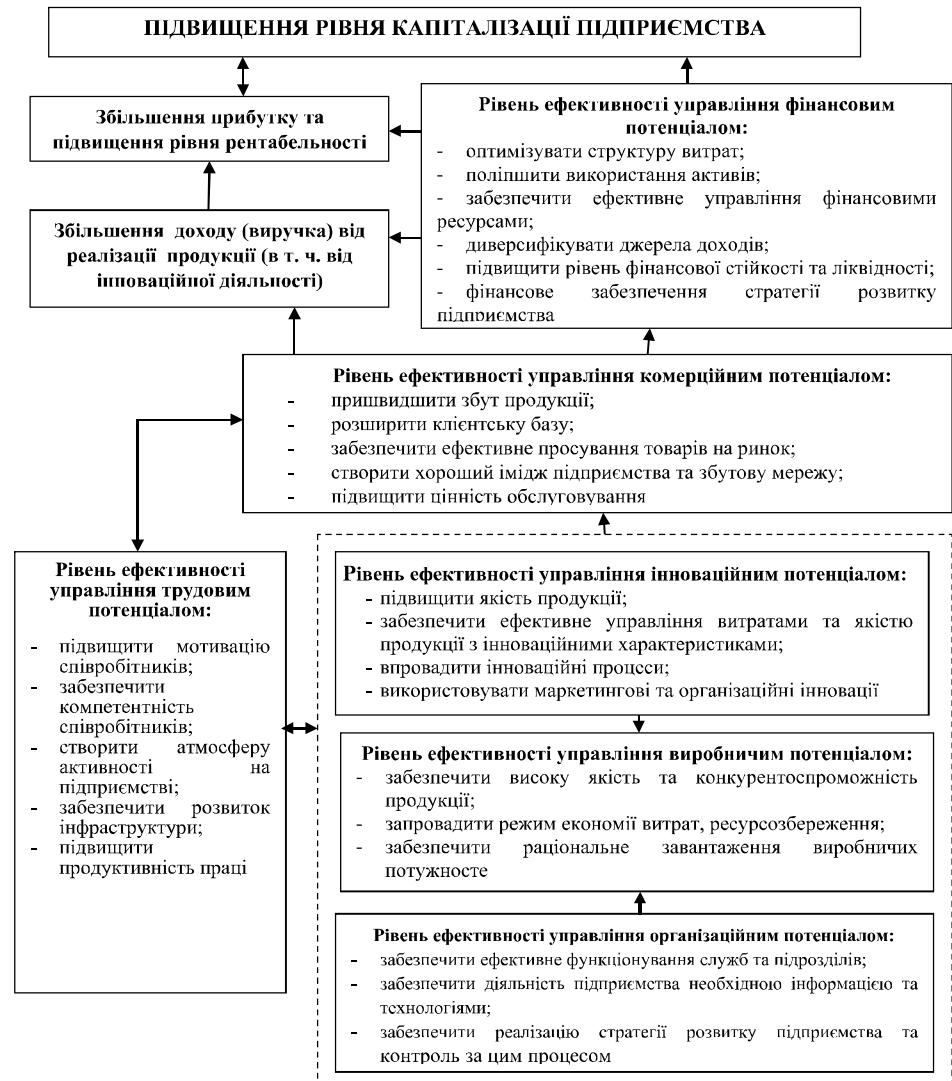 ПІДВИЩЕННЯ РІВНЯ КАПІТАЛІЗАЦІЇ ПІДПРИЄМСТВА
Збільшення прибутку та
підвищення рівня рентабельності
Збільшення доходу (виручка) від
реалізації продукції (в т. ч. від
інноваційної діяльності)
Рівень ефективності управління фінансовим
потенціалом:
- оптимізувати структуру витрат;
- поліпшити використання активів;
- забезпечити ефективне управління фінансовими
ресурсами;
- диверсифікувати джерела доходів;
- підвищити рівень фінансової стійкості та ліквідності;
- фінансове забезпечення стратегії розвитку
підприємства
Рівень ефективності управління комерційним потенціалом:
- пришвидшити збут продукції;
- розширити клієнтську базу;
- забезпечити ефективне просування товарів на ринок;
- створити хороший імідж підприємства та збутову мережу;
- підвищити цінність обслуговування
Рівень ефективності
управління трудовим
потенціалом:
- підвищити мотивацію
співробітників;
- забезпечити
компетентність
співробітників;
- створити атмосферу
активності на
підприємстві;
- забезпечити розвиток
інфраструктури;
- підвищити
продуктивність праці
Рівень ефективності управління інноваційним потенціалом:
- підвищити якість продукції;
- забезпечити ефективне управління витратами та якістю
продукції з інноваційними характеристиками;
- впровадити інноваційні процеси;
- використовувати маркетингові та організаційні інновації
Рівень ефективності управління виробничим потенціалом:
- забезпечити високу якість та конкурентоспроможність
продукції;
- запровадити режим економії витрат, ресурсозбереження;
- забезпечити раціональне завантаження виробничих
потужносте
Рівень ефективності управління організаційним потенціалом:
- забезпечити ефективне функціонування служб та підрозділів;
- забезпечити діяльність підприємства необхідною інформацією та
технологіями;
- забезпечити реалізацію стратегії розвитку підприємства та
контроль за цим процесом